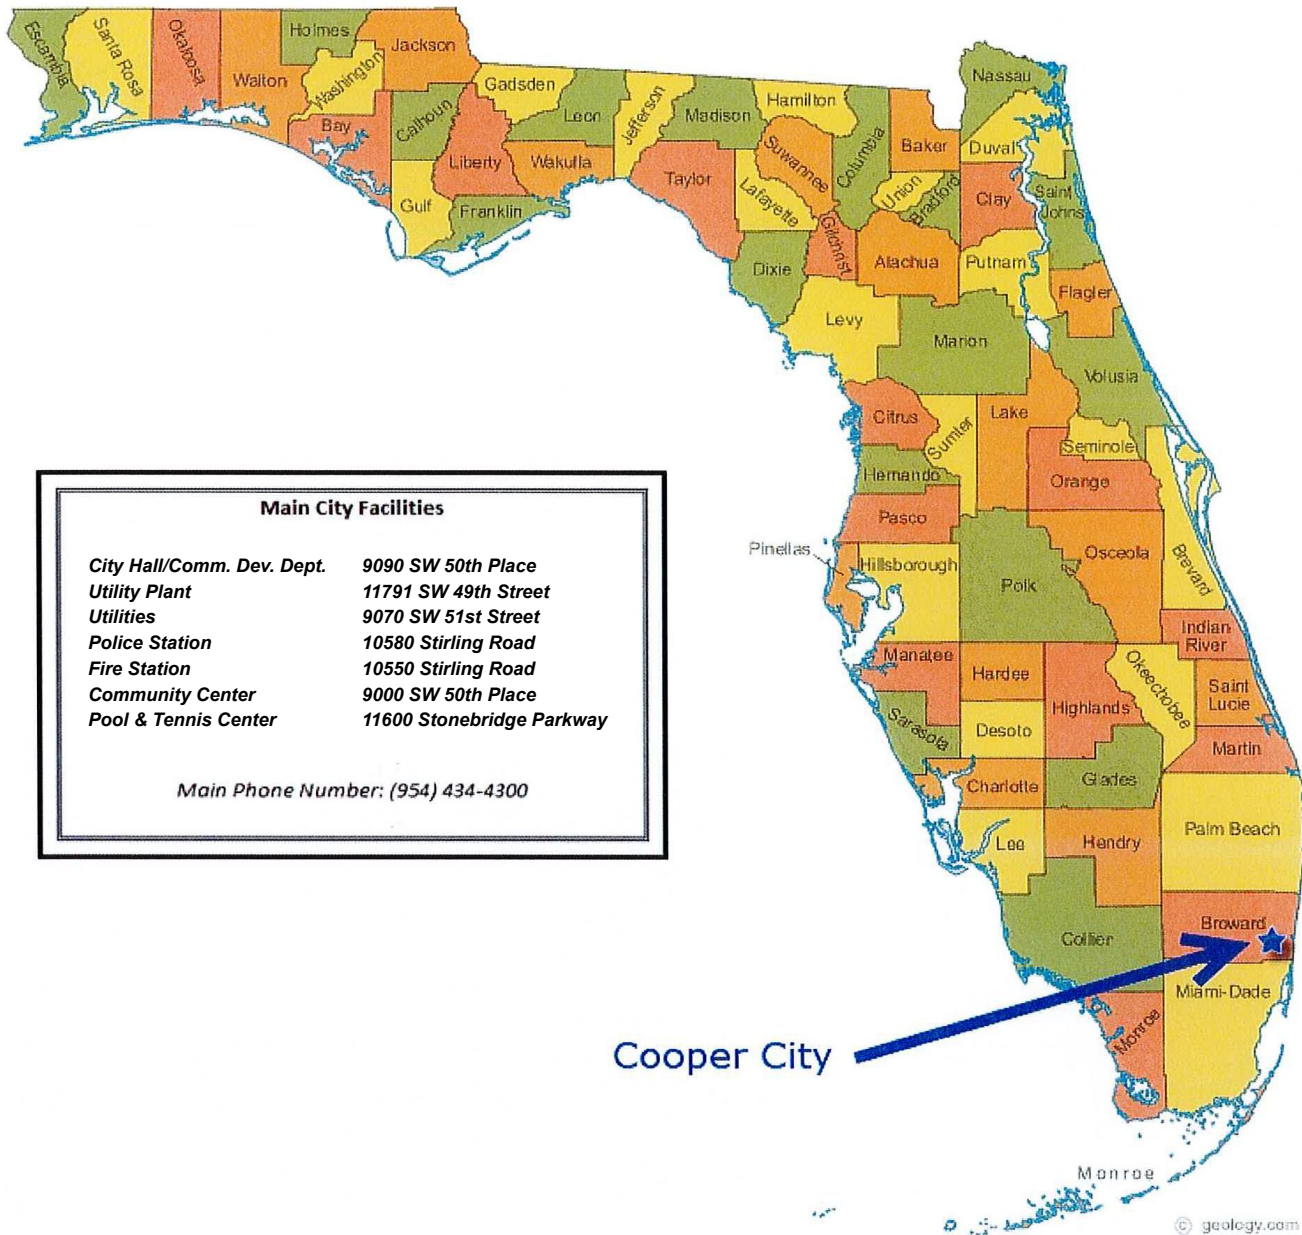 Escambia
Santa Rosa
Okaloosa
Walton
Holmes
Washington
Jackson
Bay
Calhoun
Gulf
Liberty
Gadsden
Franklin
Leon
Wakulla
Jefferson
Madison
Taylor
Hamilton
Suwannee
Lafayette
Dixie
Columbia
Gilchrist
Baker
Union
Bradford
Alachua
Levy
Nassau
Duval
Clay
Saint
Johns
Putnam
Flagler
Marion
Volusia
Citrus
Sumter
Lake
Seminole
Hernando
Orange
Pasco
Pinellas
Hillsborough
Polk
Osceola
Brevard
Indian
River
Manatee
Hardee
Highlands
Okeechobee
Saint
Lucie
Sarasota
Desoto
Martin
Charlotte
Glades
Lee
Hendry
Palm Beach
Collier
Broward
Miami-Dade
Monroe
Main City Facilities
City Hall/Comm. Dev. Dept. 9090 SW 50th Place
Utility Plant 11791 SW 49th Street
Utilities 9070 SW 51st Street
Police Station 10580 Stirling Road
Fire Station 10550 Stirling Road
Community Center 9000 SW 50th Place
Pool & Tennis Center 11600 Stonebridge Parkway
Main Phone Number: (954) 434-4300
Cooper City
Monroe
© geology.com